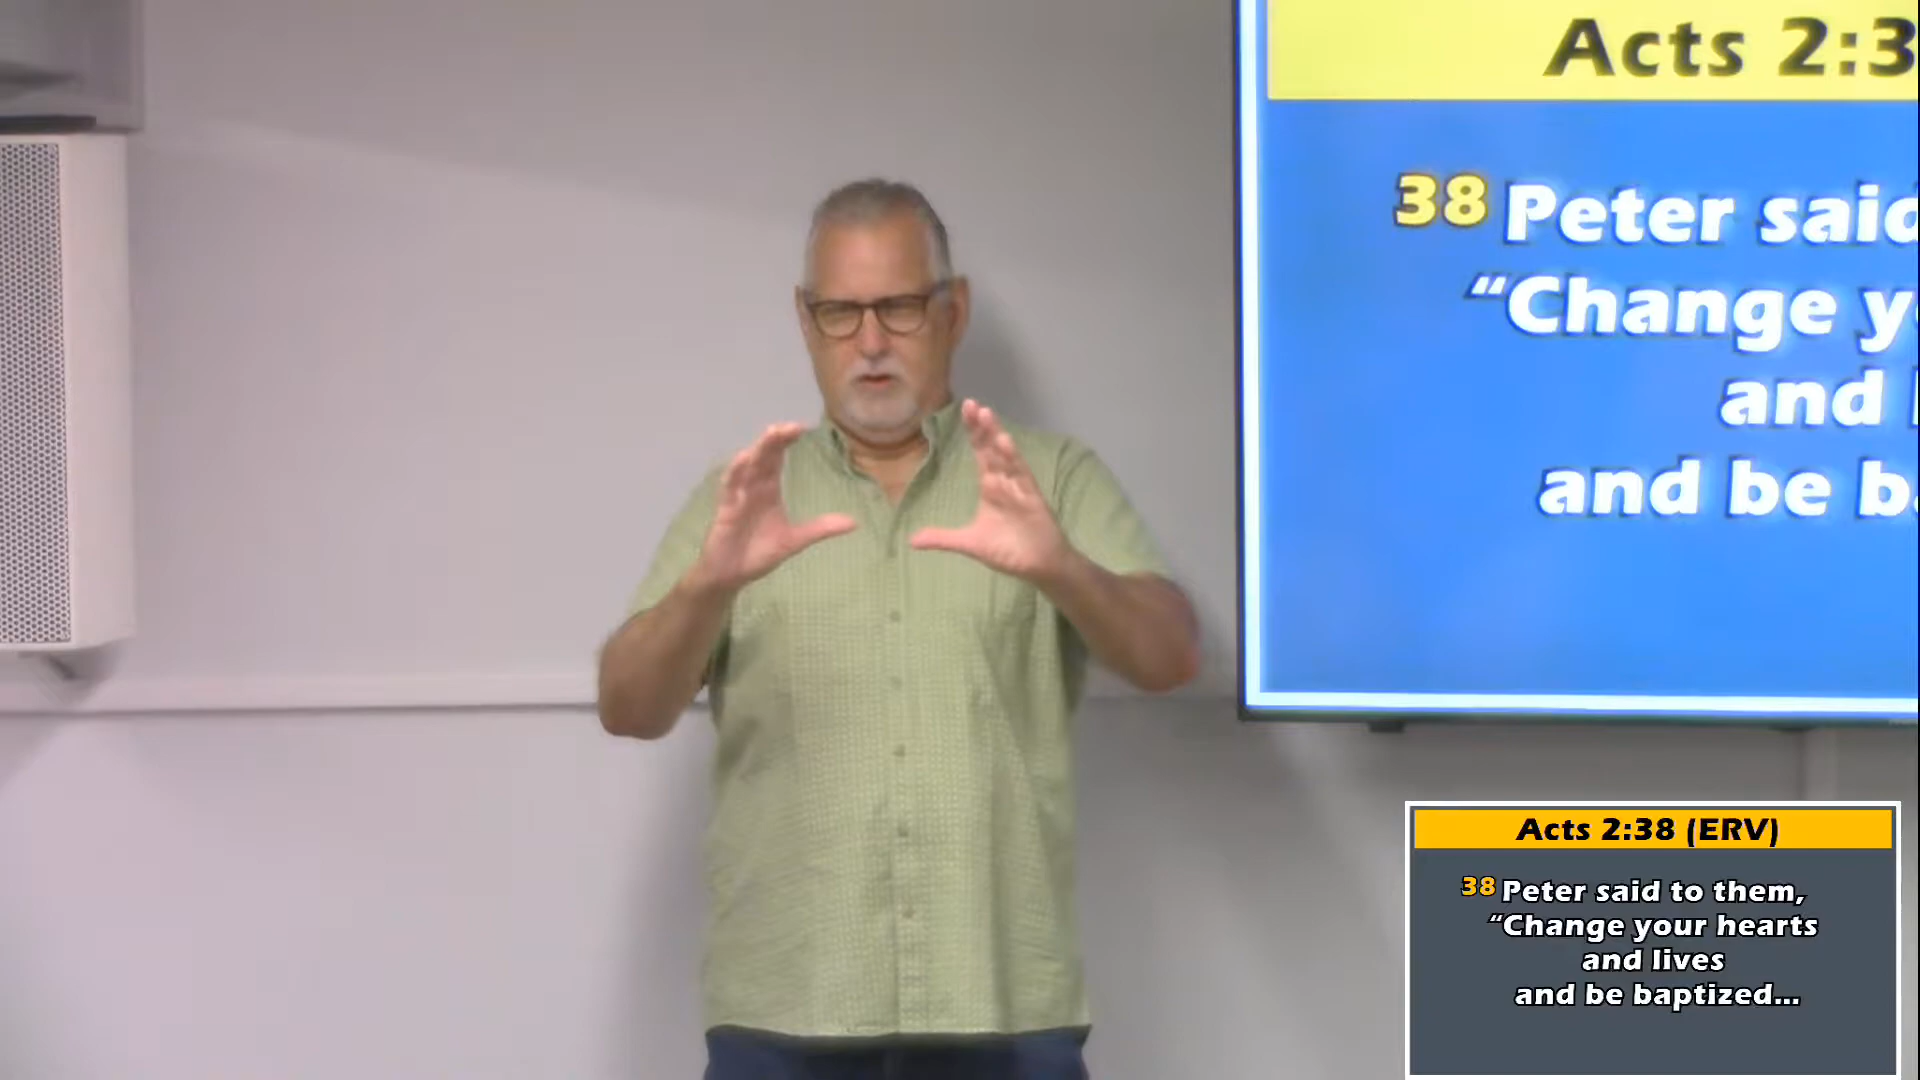 Acts 2:3
38 Peter said
“Change y
and
and be b
Acts 2:38 (ERV)
38 Peter said to them,
“Change your hearts
and lives
and be baptized...